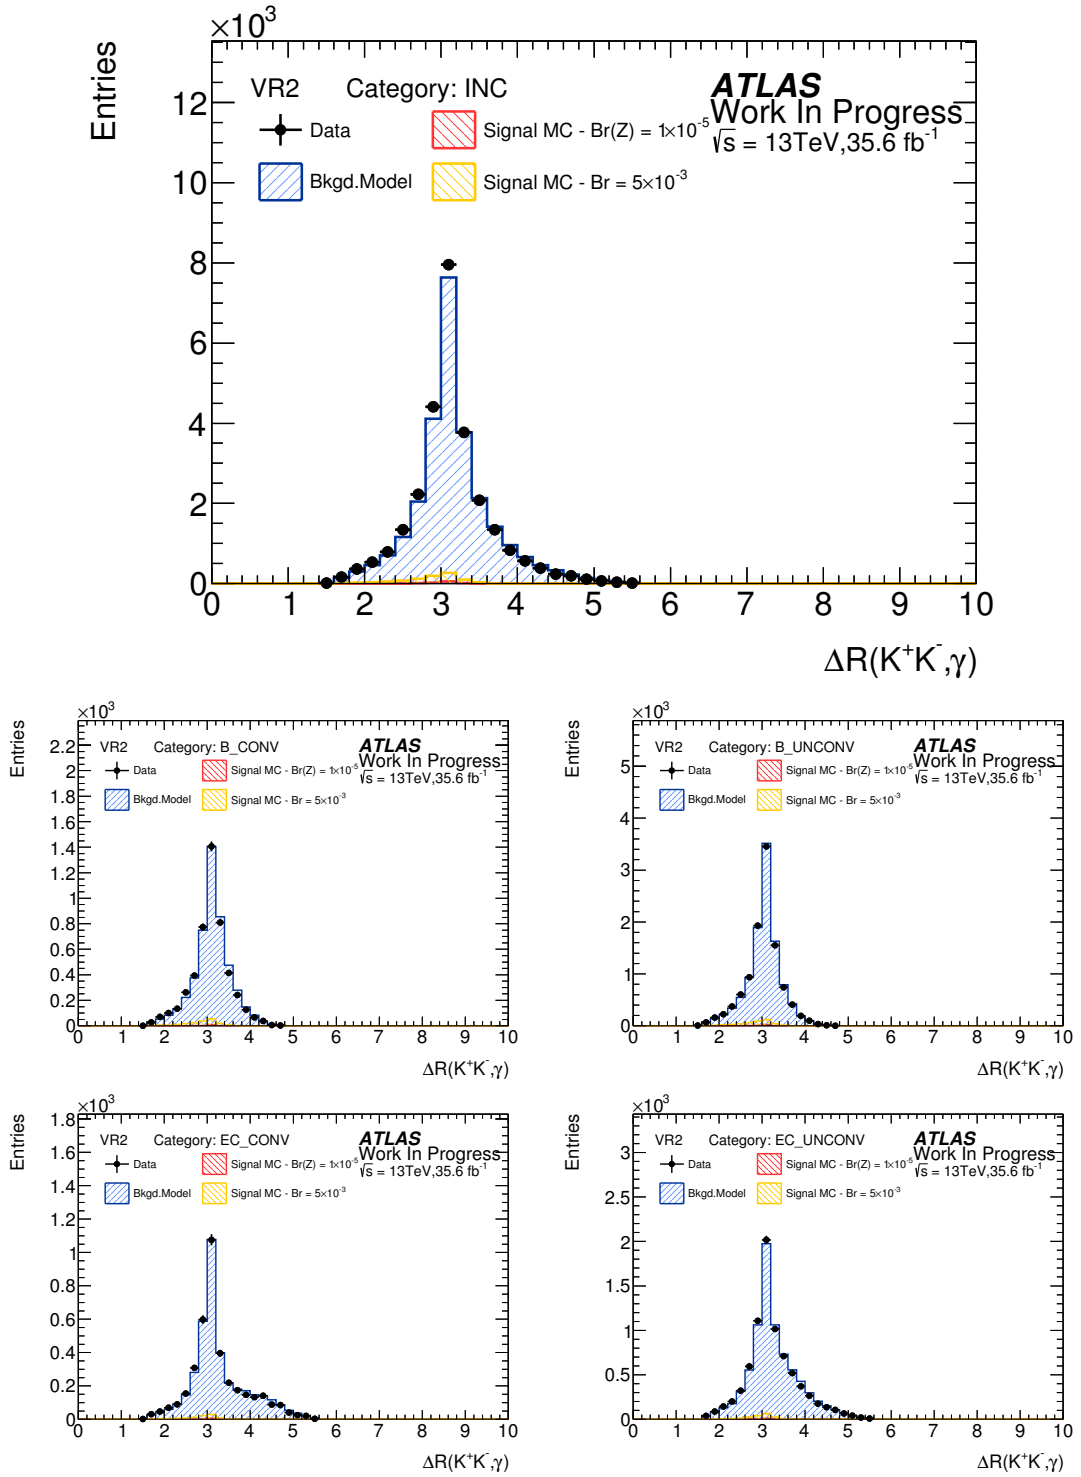 ×10³
Entries
VR2 Category: INC
ATLAS
Work In Progress
√s = 13TeV,35.6 fb⁻¹
Data
Signal MC - Br(Z) = 1×10⁻⁵
Bkgd.Model
Signal MC - Br = 5×10⁻³
12
10
8
6
4
2
0
0 1 2 3 4 5 6 7 8 9 10
ΔR(K⁺K⁻,γ)
×10³
Entries
VR2 Category: B_CONV
ATLAS
Work In Progress
√s = 13TeV,35.6 fb⁻¹
Data
Signal MC - Br(Z) = 1×10⁻⁵
Bkgd.Model
Signal MC - Br = 5×10⁻³
2.2
2
1.8
1.6
1.4
1.2
1
0.8
0.6
0.4
0.2
0
0 1 2 3 4 5 6 7 8 9 10
ΔR(K⁺K⁻,γ)
×10³
Entries
VR2 Category: B_UNCONV
ATLAS
Work In Progress
√s = 13TeV,35.6 fb⁻¹
Data
Signal MC - Br(Z) = 1×10⁻⁵
Bkgd.Model
Signal MC - Br = 5×10⁻³
5
4
3
2
1
0
0 1 2 3 4 5 6 7 8 9 10
ΔR(K⁺K⁻,γ)
×10³
Entries
VR2 Category: EC_CONV
ATLAS
Work In Progress
√s = 13TeV,35.6 fb⁻¹
Data
Signal MC - Br(Z) = 1×10⁻⁵
Bkgd.Model
Signal MC - Br = 5×10⁻³
1.8
1.6
1.4
1.2
1
0.8
0.6
0.4
0.2
0
0 1 2 3 4 5 6 7 8 9 10
ΔR(K⁺K⁻,γ)
×10³
Entries
VR2 Category: EC_UNCONV
ATLAS
Work In Progress
√s = 13TeV,35.6 fb⁻¹
Data
Signal MC - Br(Z) = 1×10⁻⁵
Bkgd.Model
Signal MC - Br = 5×10⁻³
3
2.5
2
1.5
1
0.5
0
0 1 2 3 4 5 6 7 8 9 10
ΔR(K⁺K⁻,γ)